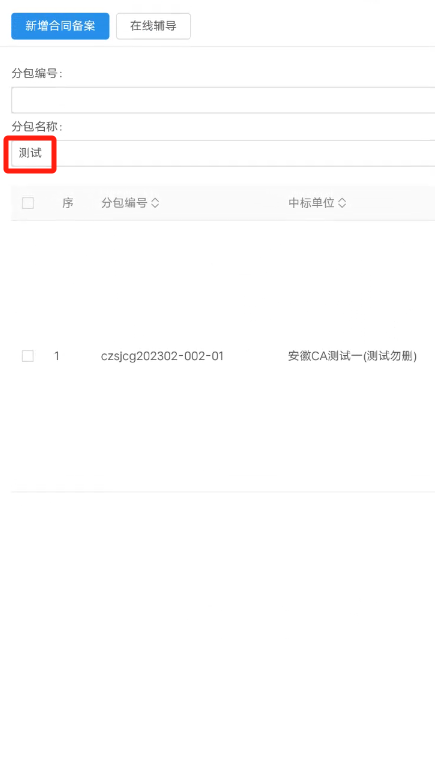 新增合同备案 在线辅导
分包编号：
分包名称：
测试
序 分包编号 中标单位
1 czsjcg202302-002-01 安徽CA测试一(测试勿删)